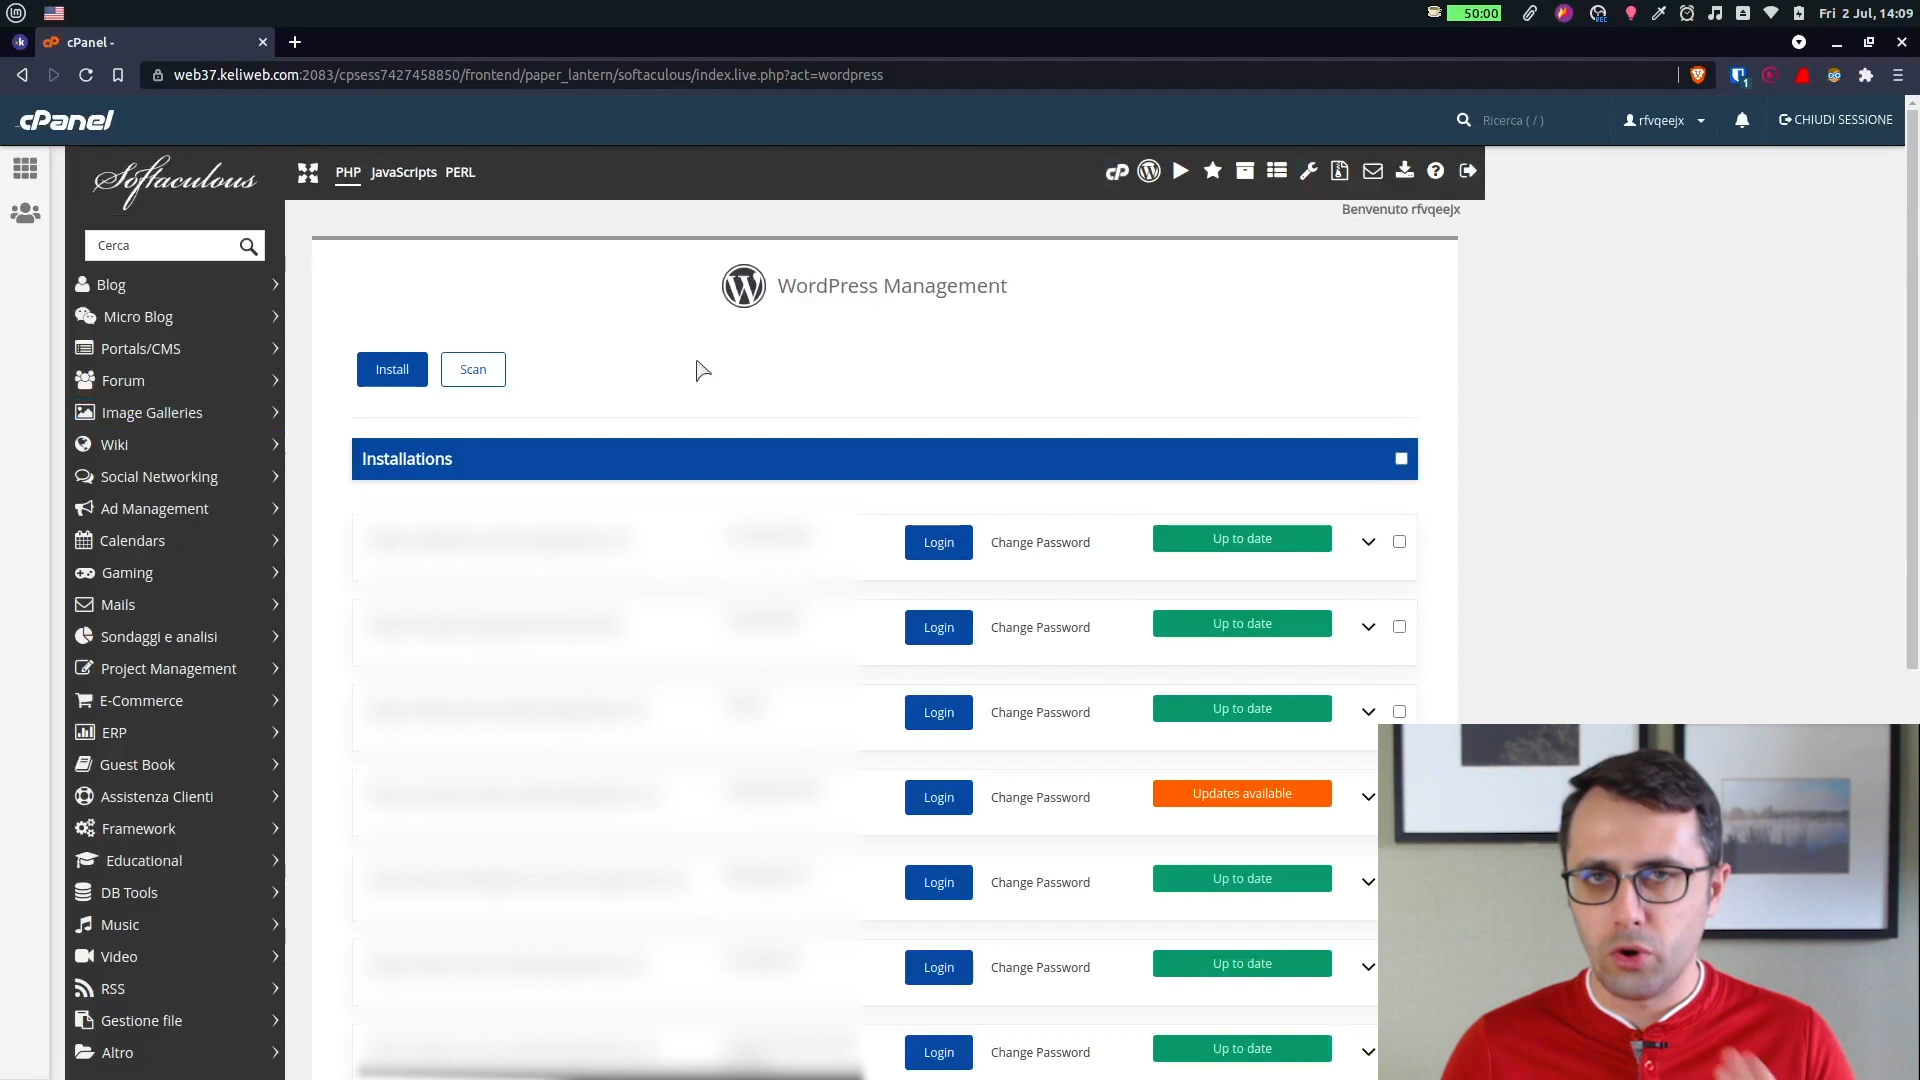 50:00
Fri 2 Jul, 14:09
cPanel -
web37.keliweb.com:2083/cpsess7427458850/frontend/paper_lantern/softaculous/index.live.php?act=wordpress
1
cPanel
Ricerca ( / )
rfvqeejx
CHIUDI SESSIONE
Softaculous
PHP JavaScripts PERL
Benvenuto rfvqeejx
Cerca
Blog
Micro Blog
Portals/CMS
Forum
Image Galleries
Wiki
Social Networking
Ad Management
Calendars
Gaming
Mails
Sondaggi e analisi
Project Management
E-Commerce
ERP
Guest Book
Assistenza Clienti
Framework
Educational
DB Tools
Music
Video
RSS
Gestione file
Altro
WordPress Management
Install
Scan
Installations
Login Change Password Up to date
Login Change Password Up to date
Login Change Password Up to date
Login Change Password Updates available
Login Change Password Up to date
Login Change Password Up to date
Login Change Password Up to date